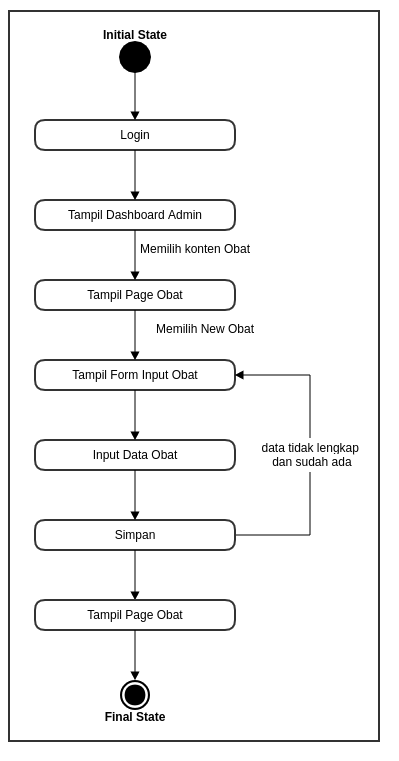 Initial State
Login
Tampil Dashboard Admin
Memilih konten Obat
Tampil Page Obat
Memilih New Obat
Tampil Form Input Obat
data tidak lengkap
dan sudah ada
Input Data Obat
Simpan
Tampil Page Obat
Final State